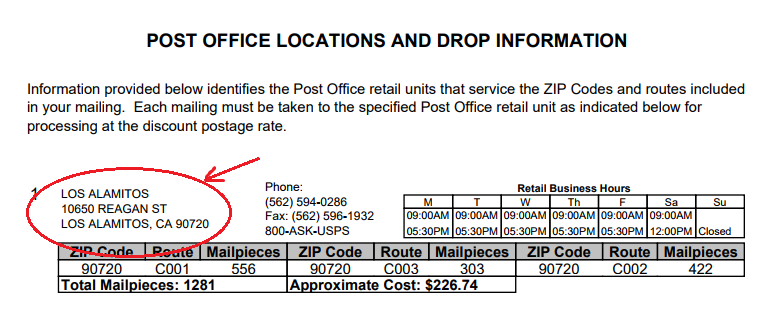 POST OFFICE LOCATIONS AND DROP INFORMATION
Information provided below identifies the Post Office retail units that service the ZIP Codes and routes included
in your mailing. Each mailing must be taken to the specified Post Office retail unit as indicated below for
processing at the discount postage rate.
1
LOS ALAMITOS
10650 REAGAN ST
LOS ALAMITOS, CA 90720
Phone:
(562) 594-0286
Fax: (562) 596-1932
800-ASK-USPS
Retail Business Hours
M T W Th F Sa Su
09:00AM 09:00AM 09:00AM 09:00AM 09:00AM 09:00AM
05:30PM 05:30PM 05:30PM 05:30PM 05:30PM 12:00PM Closed
ZIP Code Route Mailpieces ZIP Code Route Mailpieces ZIP Code Route Mailpieces
90720 C001 556 90720 C003 303 90720 C002 422
Total Mailpieces: 1281 Approximate Cost: $226.74